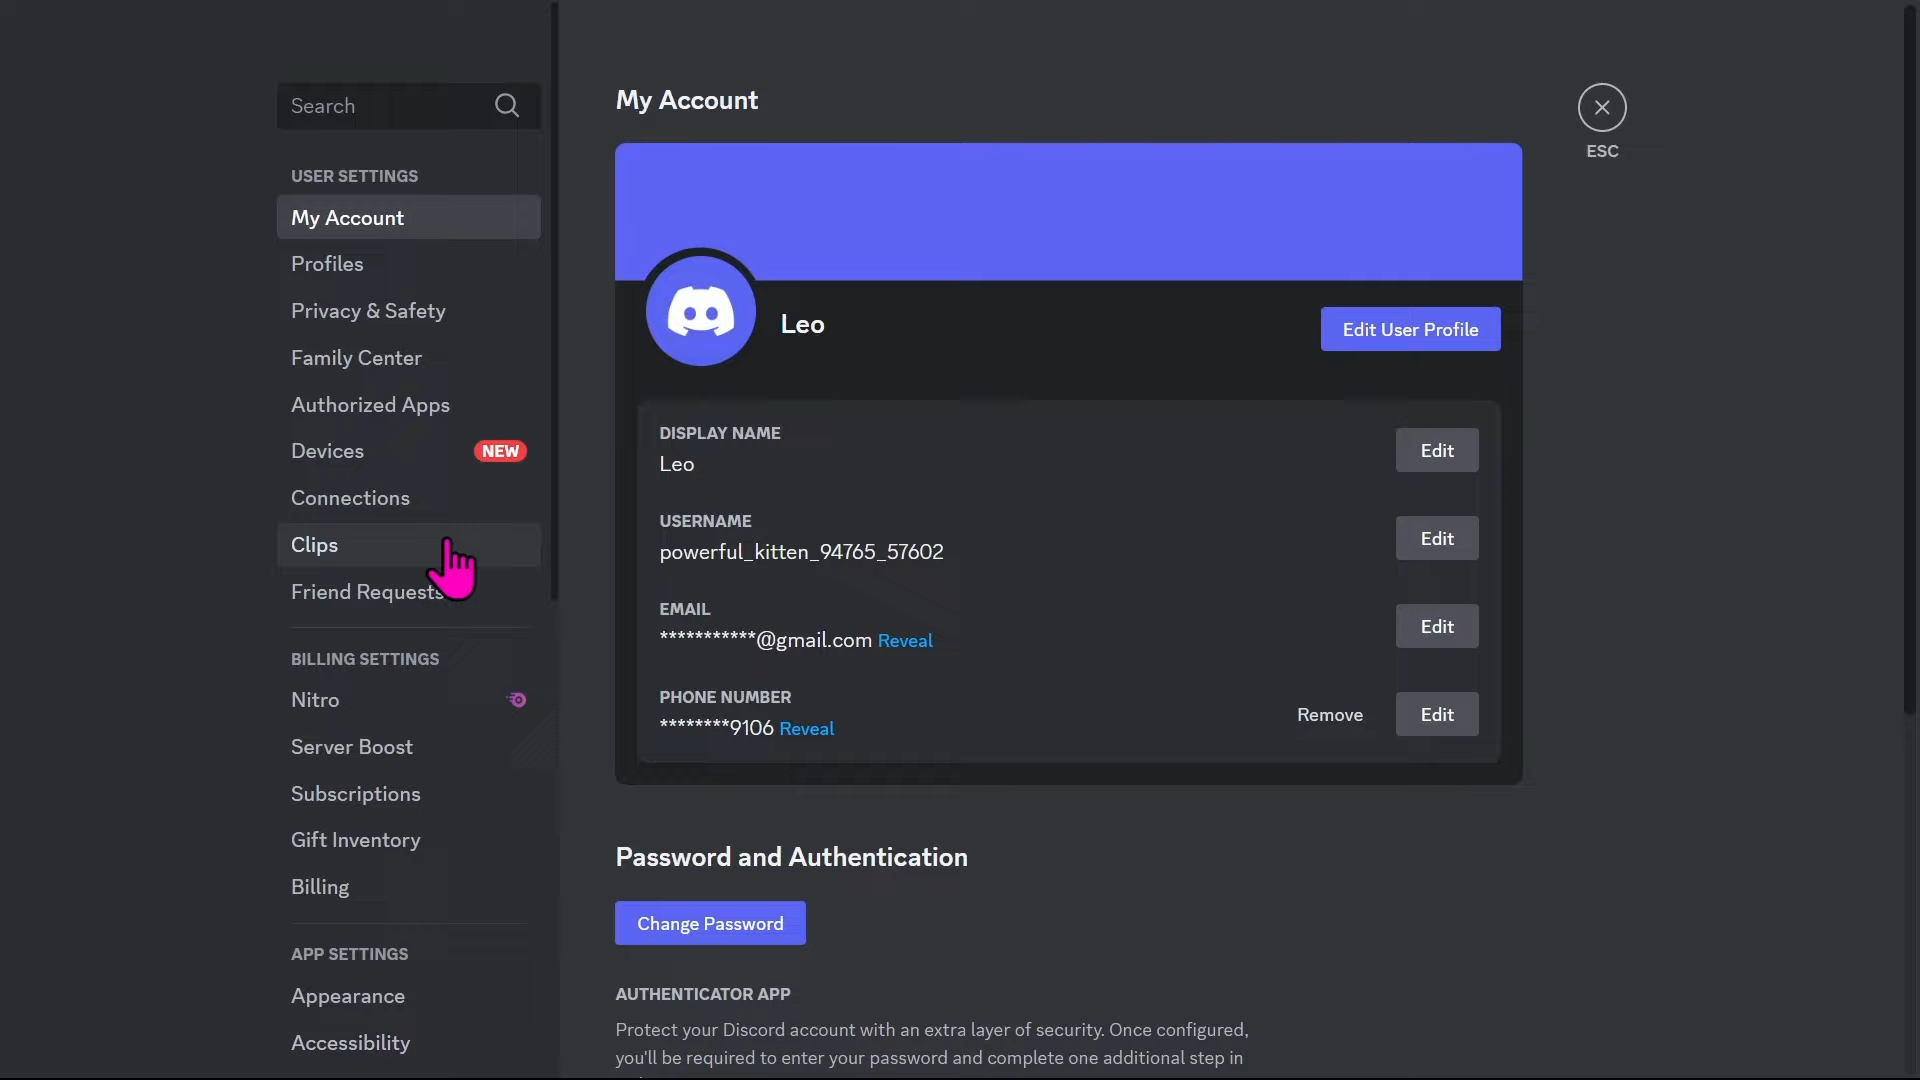 Search
USER SETTINGS
My Account
Profiles
Privacy & Safety
Family Center
Authorized Apps
Devices NEW
Connections
Clips
Friend Requests
BILLING SETTINGS
Nitro
Server Boost
Subscriptions
Gift Inventory
Billing
APP SETTINGS
Appearance
Accessibility
My Account
ESC
Leo
Edit User Profile
DISPLAY NAME
Leo
Edit
USERNAME
powerful_kitten_94765_57602
Edit
EMAIL
***********@gmail.com Reveal
Edit
PHONE NUMBER
********9106 Reveal
Remove
Edit
Password and Authentication
Change Password
AUTHENTICATOR APP
Protect your Discord account with an extra layer of security. Once configured,
you'll be required to enter your password and complete one additional step in